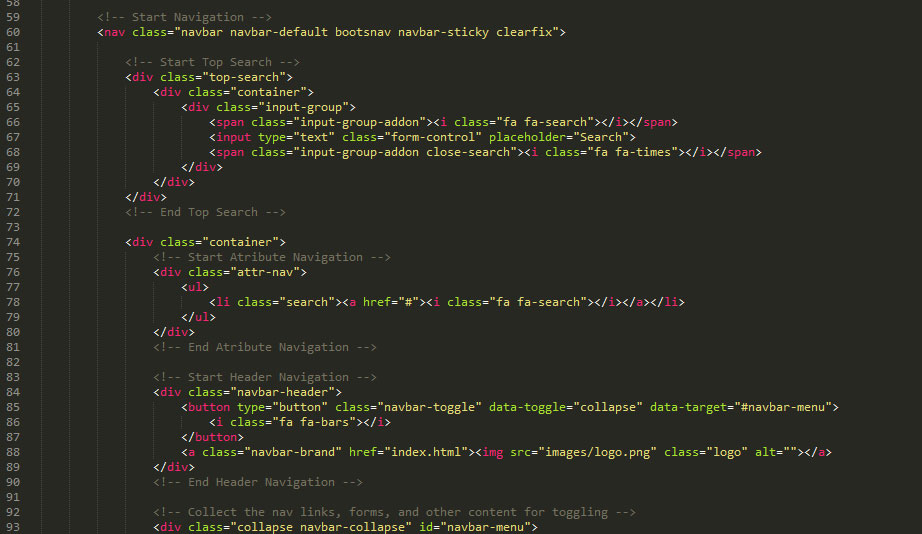 58
59 <!-- Start Navigation -->
60 <nav class="navbar navbar-default bootsnav navbar-sticky clearfix">
61
62 <!-- Start Top Search -->
63 <div class="top-search">
64 <div class="container">
65 <div class="input-group">
66 <span class="input-group-addon"><i class="fa fa-search"></i></span>
67 <input type="text" class="form-control" placeholder="Search">
68 <span class="input-group-addon close-search"><i class="fa fa-times"></i></span>
69 </div>
70 </div>
71 </div>
72 <!-- End Top Search -->
73
74 <div class="container">
75 <!-- Start Atribute Navigation -->
76 <div class="attr-nav">
77 <ul>
78 <li class="search"><a href="#"><i class="fa fa-search"></i></a></li>
79 </ul>
80 </div>
81 <!-- End Atribute Navigation -->
82
83 <!-- Start Header Navigation -->
84 <div class="navbar-header">
85 <button type="button" class="navbar-toggle" data-toggle="collapse" data-target="#navbar-menu">
86 <i class="fa fa-bars"></i>
87 </button>
88 <a class="navbar-brand" href="index.html"><img src="images/logo.png" class="logo" alt=""></a>
89 </div>
90 <!-- End Header Navigation -->
91
92 <!-- Collect the nav links, forms, and other content for toggling -->
93 <div class="collapse navbar-collapse" id="navbar-menu">